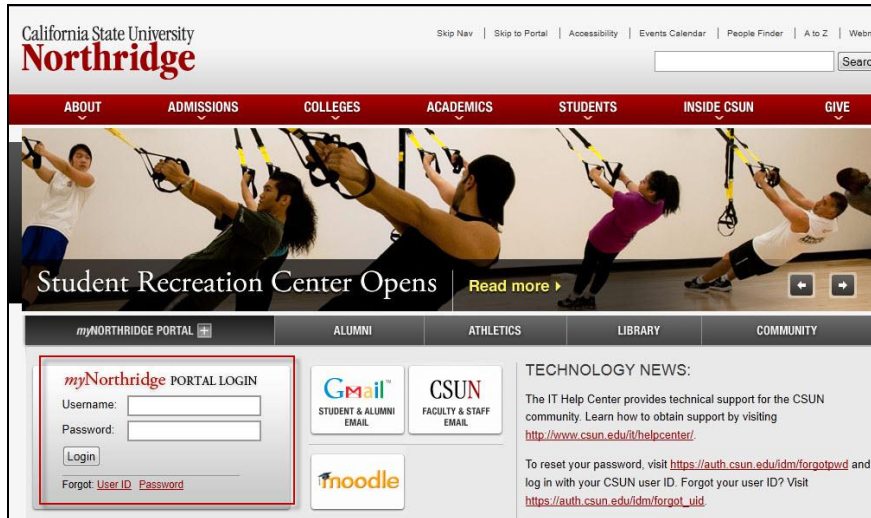 California State University
Northridge
Skip Nav | Skip to Portal | Accessibility | Events Calendar | People Finder | A to Z |
ABOUT ADMISSIONS COLLEGES ACADEMICS STUDENTS INSIDE CSUN GIVE
Student Recreation Center Opens
Read more
myNORTHRIDGE PORTAL + ALUMNI ATHLETICS LIBRARY COMMUNITY
myNorthridge PORTAL LOGIN
Username:
Password:
Login
Forgot: User ID Password
Gmail
STUDENT & ALUMNI
EMAIL
CSUN
FACULTY & STAFF
EMAIL
moodle
TECHNOLOGY NEWS:
The IT Help Center provides technical support for the CSUN
community. Learn how to obtain support by visiting
http://www.csun.edu/it/helpcenter/.
To reset your password, visit https://auth.csun.edu/idm/forgotpwd and
log in with your CSUN user ID. Forgot your user ID? Visit
https://auth.csun.edu/idm/forgot_uid.